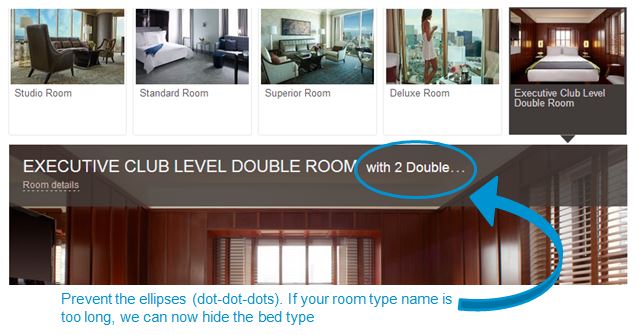 Studio Room
Standard Room
Superior Room
Deluxe Room
Executive Club Level
Double Room
EXECUTIVE CLUB LEVEL DOUBLE ROOM with 2 Double...
Room details
Prevent the ellipses (dot-dot-dots). If your room type name is
too long, we can now hide the bed type